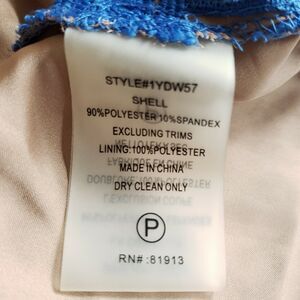 STYLE#1YDW57
SHELL
90%POLYESTER 10%SPANDEX
EXCLUDING TRIMS
LINING:100%POLYESTER
MADE IN CHINA
DRY CLEAN ONLY
P
RN#:81913